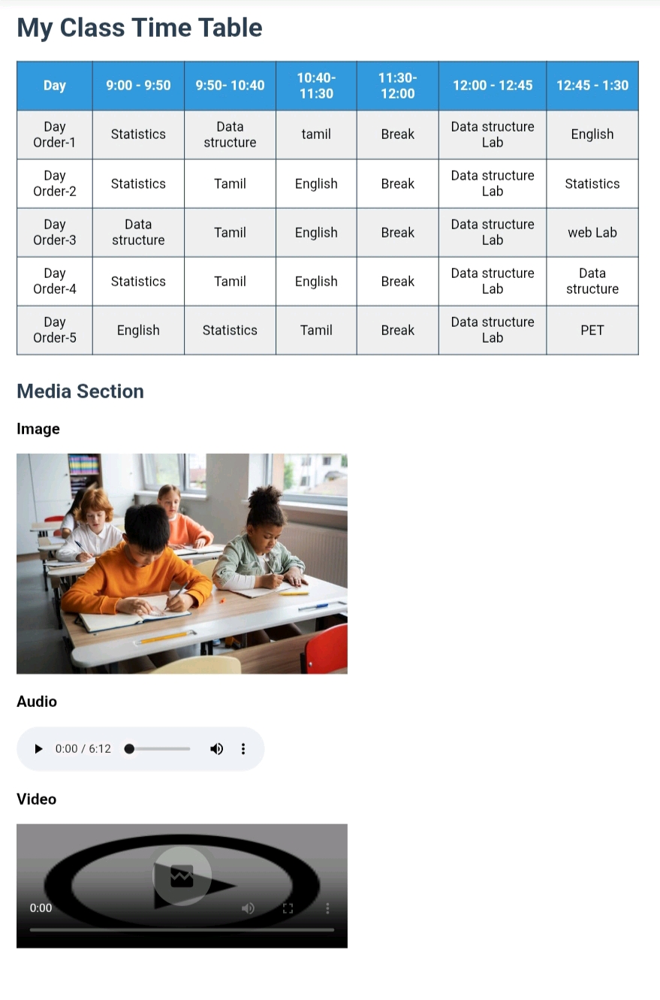 My Class Time Table
Day 9:00 - 9:50 9:50- 10:40 10:40- 11:30 11:30- 12:00 12:00 - 12:45 12:45 - 1:30
Day Order-1 Statistics Data structure tamil Break Data structure Lab English
Day Order-2 Statistics Tamil English Break Data structure Lab Statistics
Day Order-3 Data structure Tamil English Break Data structure Lab web Lab
Day Order-4 Statistics Tamil English Break Data structure Lab Data structure
Day Order-5 English Statistics Tamil Break Data structure Lab PET
Media Section
Image
Audio
0:00 / 6:12
Video
0:00